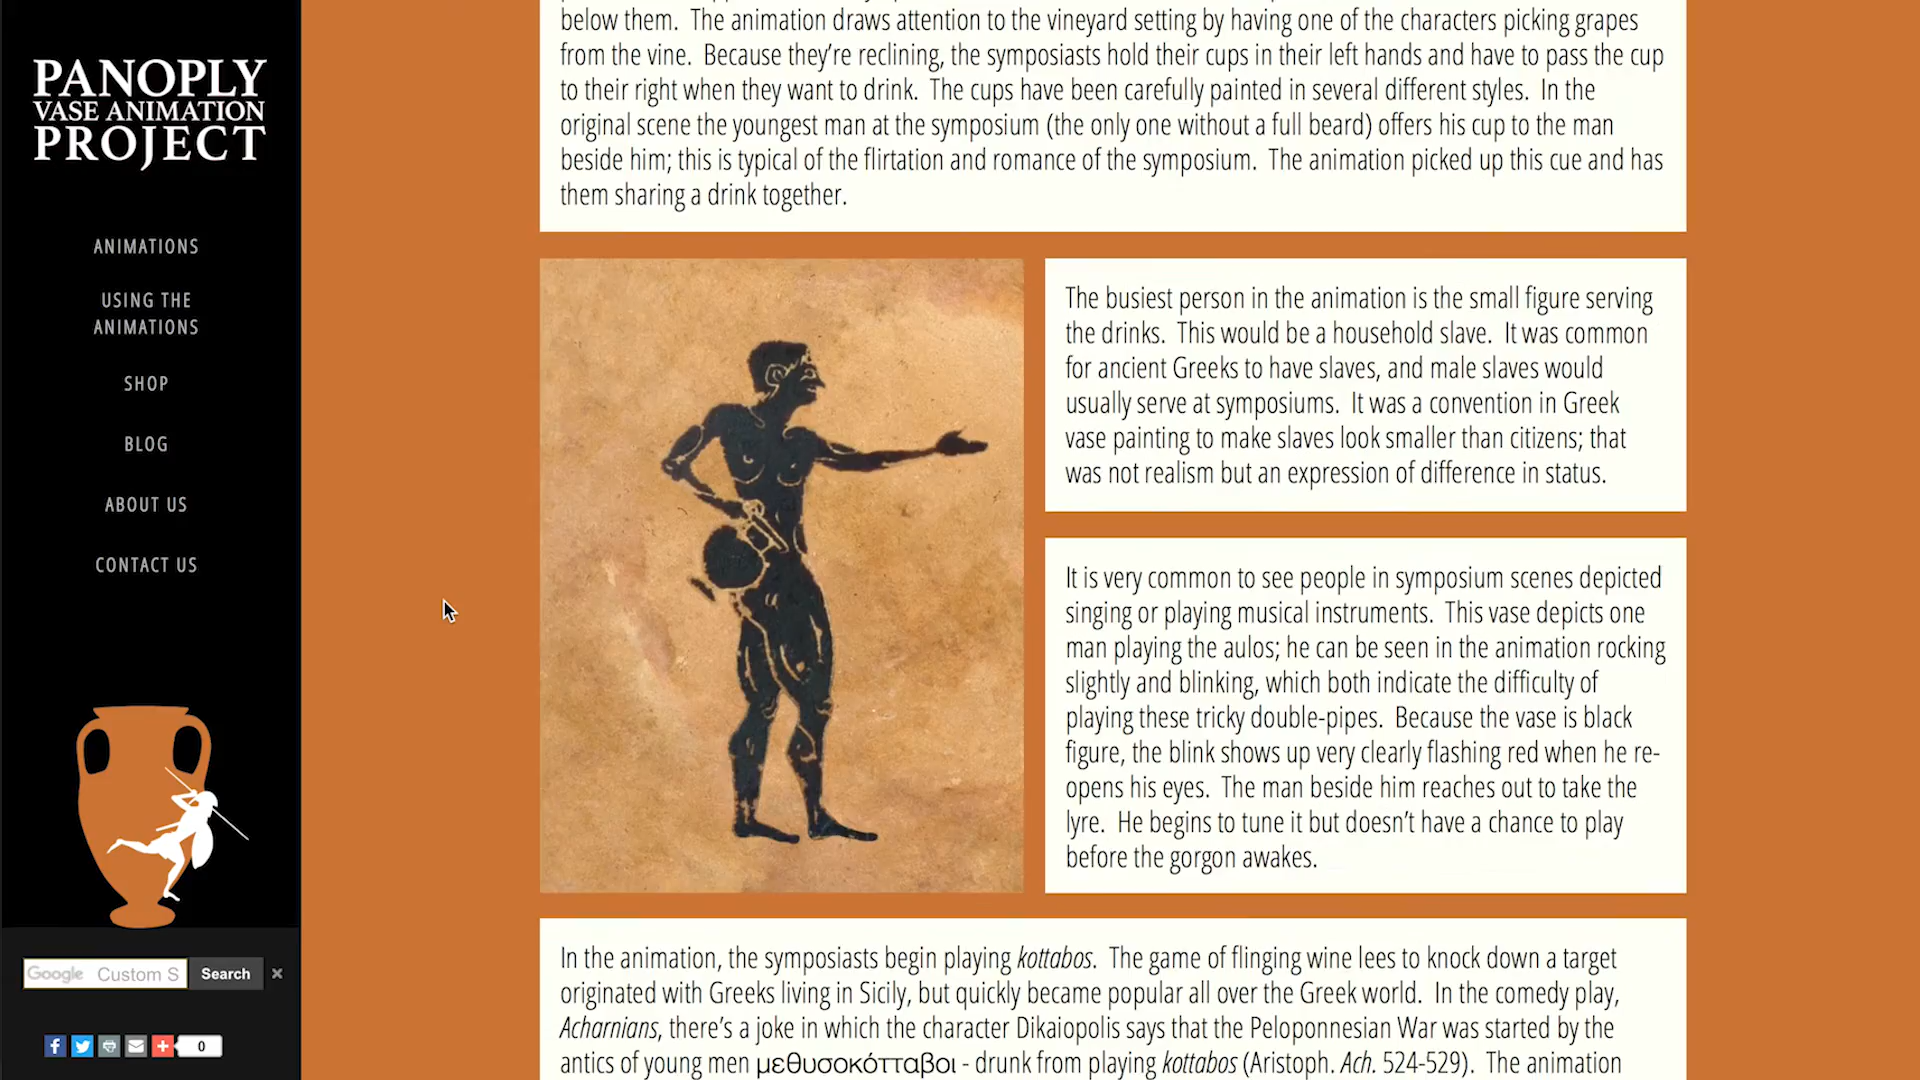 PANOPLY
VASE ANIMATION
PROJECT
ANIMATIONS
USING THE
ANIMATIONS
SHOP
BLOG
ABOUT US
CONTACT US
Google Custom S
Search
0
below them. The animation draws attention to the vineyard setting by having one of the characters picking grapes
from the vine. Because they're reclining, the symposiasts hold their cups in their left hands and have to pass the cup
to their right when they want to drink. The cups have been carefully painted in several different styles. In the
original scene the youngest man at the symposium (the only one without a full beard) offers his cup to the man
beside him; this is typical of the flirtation and romance of the symposium. The animation picked up this cue and has
them sharing a drink together.
The busiest person in the animation is the small figure serving
the drinks. This would be a household slave. It was common
for ancient Greeks to have slaves, and male slaves would
usually serve at symposiums. It was a convention in Greek
vase painting to make slaves look smaller than citizens; that
was not realism but an expression of difference in status.
It is very common to see people in symposium scenes depicted
singing or playing musical instruments. This vase depicts one
man playing the aulos; he can be seen in the animation rocking
slightly and blinking, which both indicate the difficulty of
playing these tricky double-pipes. Because the vase is black
figure, the blink shows up very clearly flashing red when he re-
opens his eyes. The man beside him reaches out to take the
lyre. He begins to tune it but doesn't have a chance to play
before the gorgon awakes.
In the animation, the symposiasts begin playing kottabos. The game of flinging wine lees to knock down a target
originated with Greeks living in Sicily, but quickly became popular all over the Greek world. In the comedy play,
Acharnians, there's a joke in which the character Dikaiopolis says that the Peloponnesian War was started by the
antics of young men μεθυσοκότταβοι - drunk from playing kottabos (Aristoph. Ach. 524-529). The animation